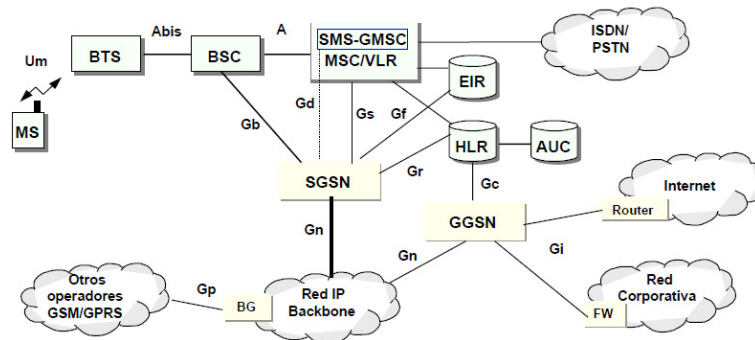 Abis
A
SMS-GMSC
MSC/VLR
ISDN/
PSTN
Um
BTS
BSC
EIR
MS
Gb
Gd
Gs
Gf
HLR
AUC
Gr
SGSN
Gc
Internet
Router
GGSN
Gn
Gn
Gi
Otros
operadores
GSM/GPRS
Gp
BG
Red IP
Backbone
Red
Corporativa
FW